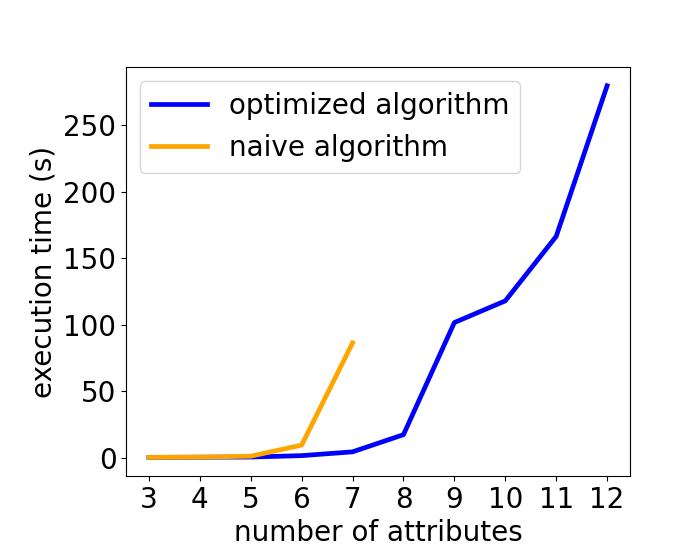 optimized algorithm
naive algorithm
execution time (s)
250
200
150
100
50
0
3 4 5 6 7 8 9 10 11 12
number of attributes